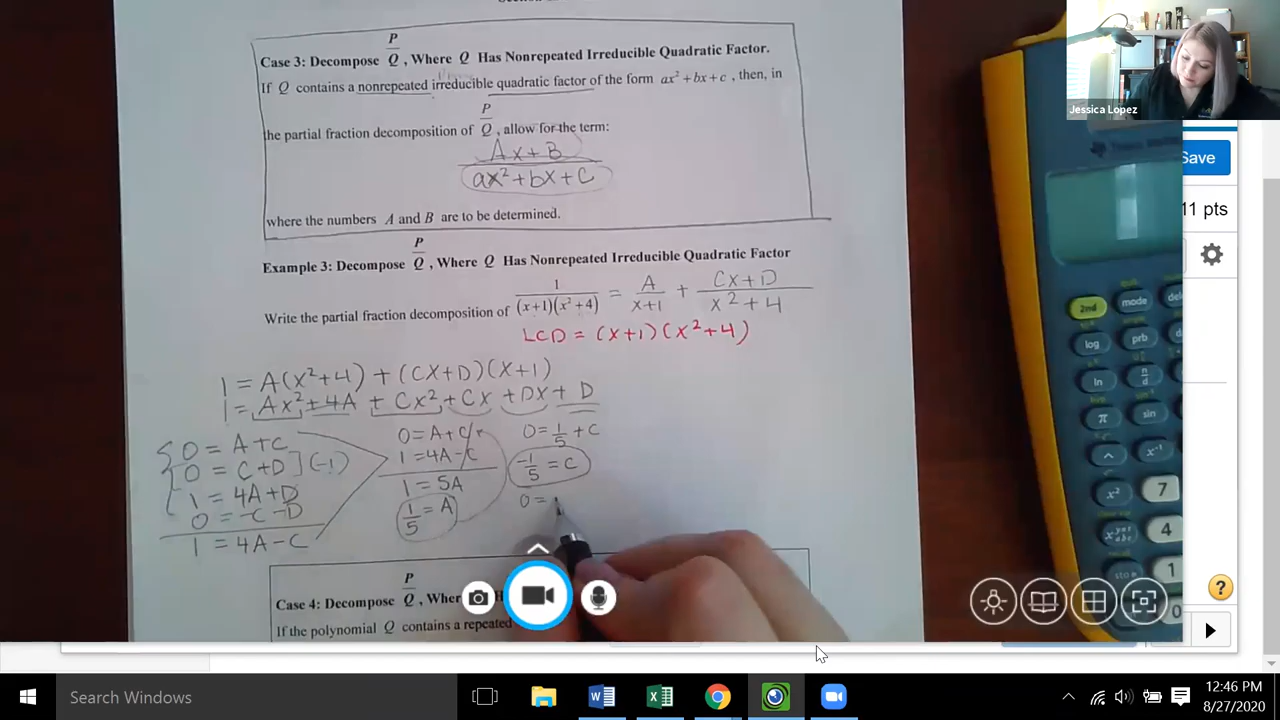 Case 3: Decompose P/Q, Where Q Has Nonrepeated Irreducible Quadratic Factor.
If Q contains a nonrepeated irreducible quadratic factor of the form ax² + bx + c, then, in
the partial fraction decomposition of P/Q, allow for the term:
Ax + B
ax² + bx + C
where the numbers A and B are to be determined.
Example 3: Decompose P/Q, Where Q Has Nonrepeated Irreducible Quadratic Factor
Write the partial fraction decomposition of 1/((x+1)(x²+4)) = A/(x+1) + (Cx+D)/(x²+4)
LCD = (x+1)(x²+4)
1 = A(x²+4) + (Cx+D)(x+1)
1 = Ax² + 4A + Cx² + Cx + Dx + D
0 = A+C
0 = C+D ](-1)
1 = 4A+D
0 = -C -D
1 = 4A - C
0 = A+C
1 = 4A - C
1 = 5A
1/5 = A
0 = 1/5 + C
-1/5 = C
0 =
Case 4: Decompose P/Q, Wher
If the polynomial Q contains a repeated
Jessica Lopez
Save
11 pts
2nd
mode
del
log
prb
ln
n/d
π
sin
^
x⁻¹
x²
7
4
1
0
?
Search Windows
12:46 PM
8/27/2020